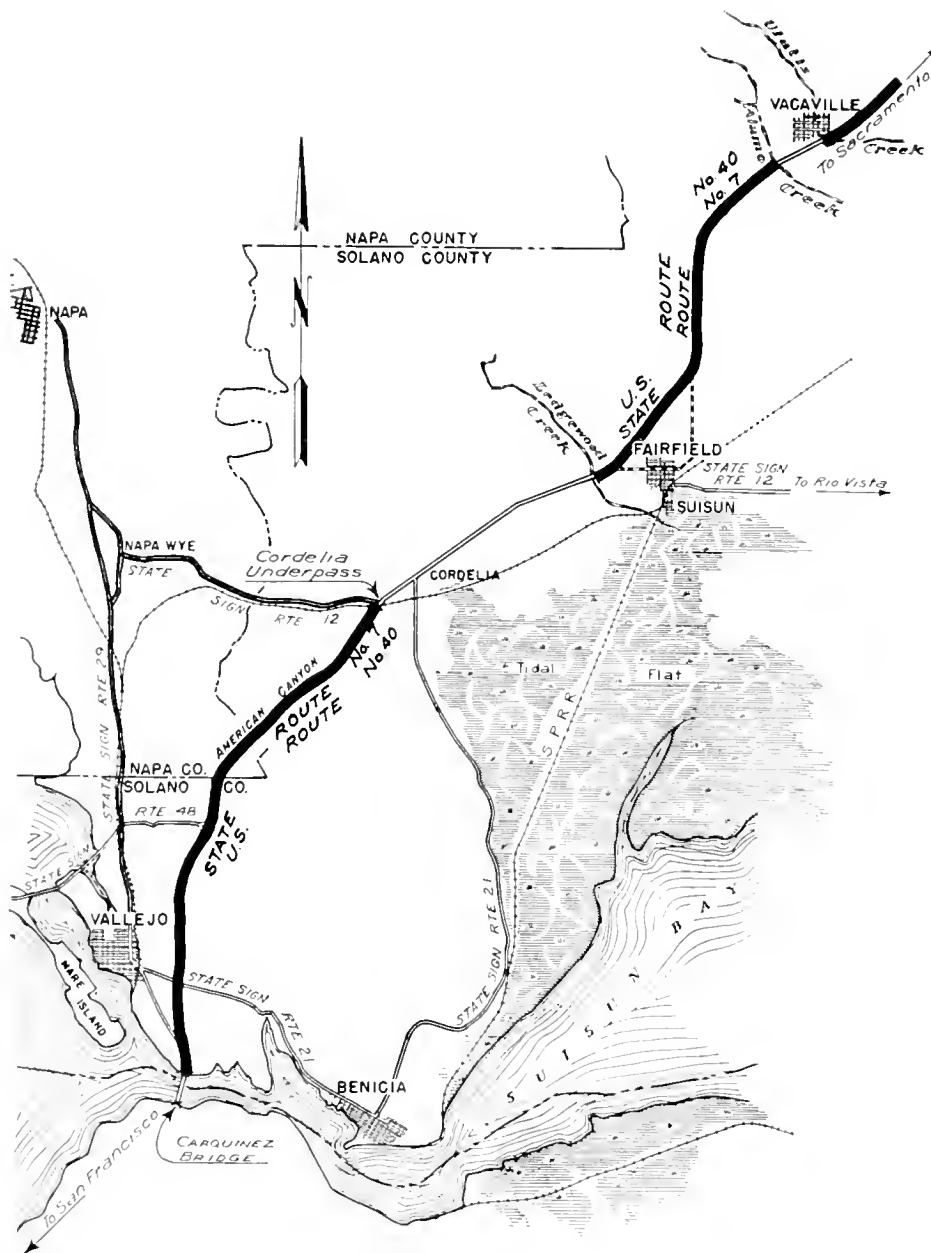 Ulatis
VACAVILLE
To Sacramento
Creek
Alamo
Creek
No. 40
No. 7
NAPA COUNTY
SOLANO COUNTY
N
NAPA
ROUTE
ROUTE
U.S.
STATE
Ledgewood
Creek
FAIRFIELD
STATE SIGN
RTE 12 To Rio Vista
SUISUN
NAPA WYE
STATE
SIGN RTE 12
Cordelia
Underpass
CORDELIA
No. 7
No 40
AMERICAN CANYON
ROUTE
ROUTE
Tidal Flat
S.P.R.R.
STATE SIGN RTE 29
NAPA CO.
SOLANO CO.
RTE 48
STATE SIGN
STATE
U.S.
VALLEJO
MARE ISLAND
STATE SIGN RTE 21
STATE SIGN
RTE 21
SUISUN BAY
BENICIA
CARQUINEZ
BRIDGE
To San Francisco